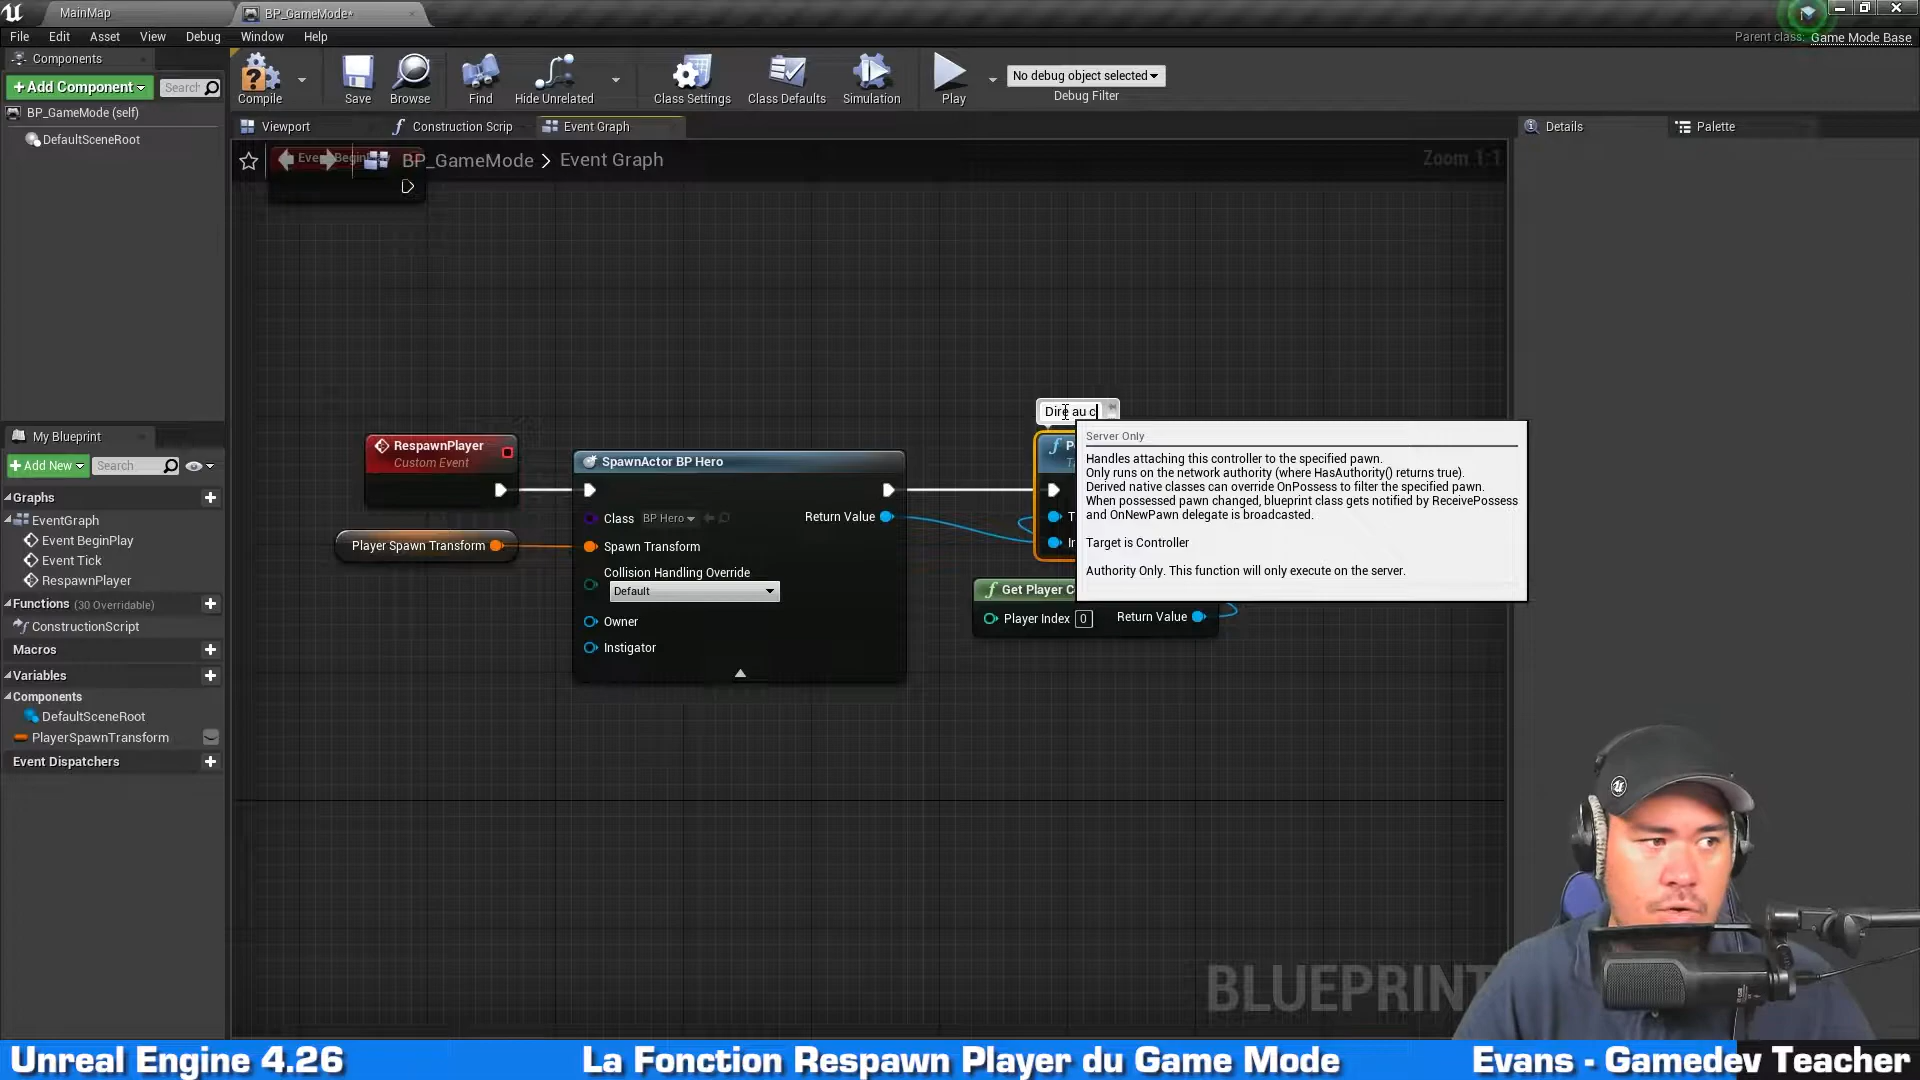 MainMap
BP_GameMode*
File Edit Asset View Debug Window Help
Parent class: Game Mode Base
Components
+Add Component
Search
BP_GameMode (self)
DefaultSceneRoot
Compile
Save
Browse
Find
Hide Unrelated
Class Settings
Class Defaults
Simulation
Play
No debug object selected
Debug Filter
Viewport
Construction Scrip
Event Graph
Details
Palette
BP_GameMode > Event Graph
Zoom 1:1
Dire au c
RespawnPlayer
Custom Event
Player Spawn Transform
SpawnActor BP Hero
Class BP Hero
Return Value
Spawn Transform
Collision Handling Override
Default
Owner
Instigator
Server Only
Handles attaching this controller to the specified pawn.
Only runs on the network authority (where HasAuthority() returns true).
Derived native classes can override OnPossess to filter the specified pawn.
When possessed pawn changed, blueprint class gets notified by ReceivePossess
and OnNewPawn delegate is broadcasted.
Target is Controller
Authority Only. This function will only execute on the server.
Get Player C
Player Index 0
Return Value
My Blueprint
+Add New
Search
Graphs
EventGraph
Event BeginPlay
Event Tick
RespawnPlayer
Functions (30 Overridable)
ConstructionScript
Macros
Variables
Components
DefaultSceneRoot
PlayerSpawnTransform
Event Dispatchers
BLUEPRINT
Unreal Engine 4.26
La Fonction Respawn Player du Game Mode
Evans - Gamedev Teacher